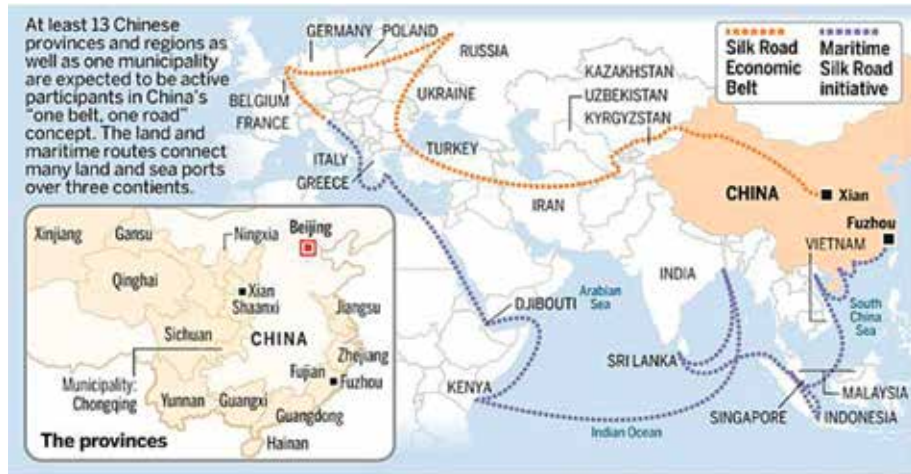 At least 13 Chinese
provinces and regions as
well as one municipality
are expected to be active
participants in China's
"one belt, one road"
concept. The land and
maritime routes connect
many land and sea ports
over three contients.
GERMANY
POLAND
RUSSIA
BELGIUM
FRANCE
UKRAINE
KAZAKHSTAN
UZBEKISTAN
KYRGYZSTAN
Silk Road
Economic
Belt
Maritime
Silk Road
initiative
ITALY
GREECE
TURKEY
IRAN
CHINA
Xian
Fuzhou
VIETNAM
INDIA
Arabian
Sea
DJIBOUTI
South
China
Sea
SRI LANKA
KENYA
SINGAPORE
MALAYSIA
INDONESIA
Indian Ocean
Xinjiang
Gansu
Ningxia
Beijing
Qinghai
Xian
Shaanxi
Jiangsu
Sichuan
CHINA
Zhejiang
Municipality:
Chongqing
Fujian
Fuzhou
Yunnan
Guangxi
Guangdong
Hainan
The provinces